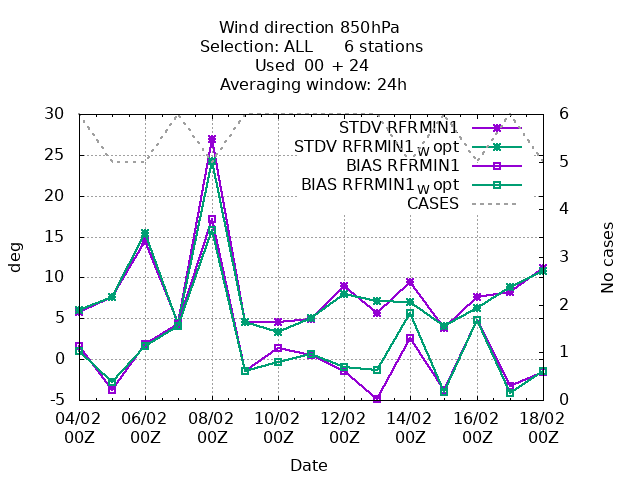 Wind direction 850hPa
Selection: ALL 6 stations
Used 00 + 24
Averaging window: 24h
30
25
20
15
10
5
0
-5
deg
6
5
4
3
2
1
0
No cases
STDV RFRMIN1
STDV RFRMIN1_w opt
BIAS RFRMIN1
BIAS RFRMIN1_w opt
CASES
04/02 06/02 08/02 10/02 12/02 14/02 16/02 18/02
00Z 00Z 00Z 00Z 00Z 00Z 00Z 00Z
Date